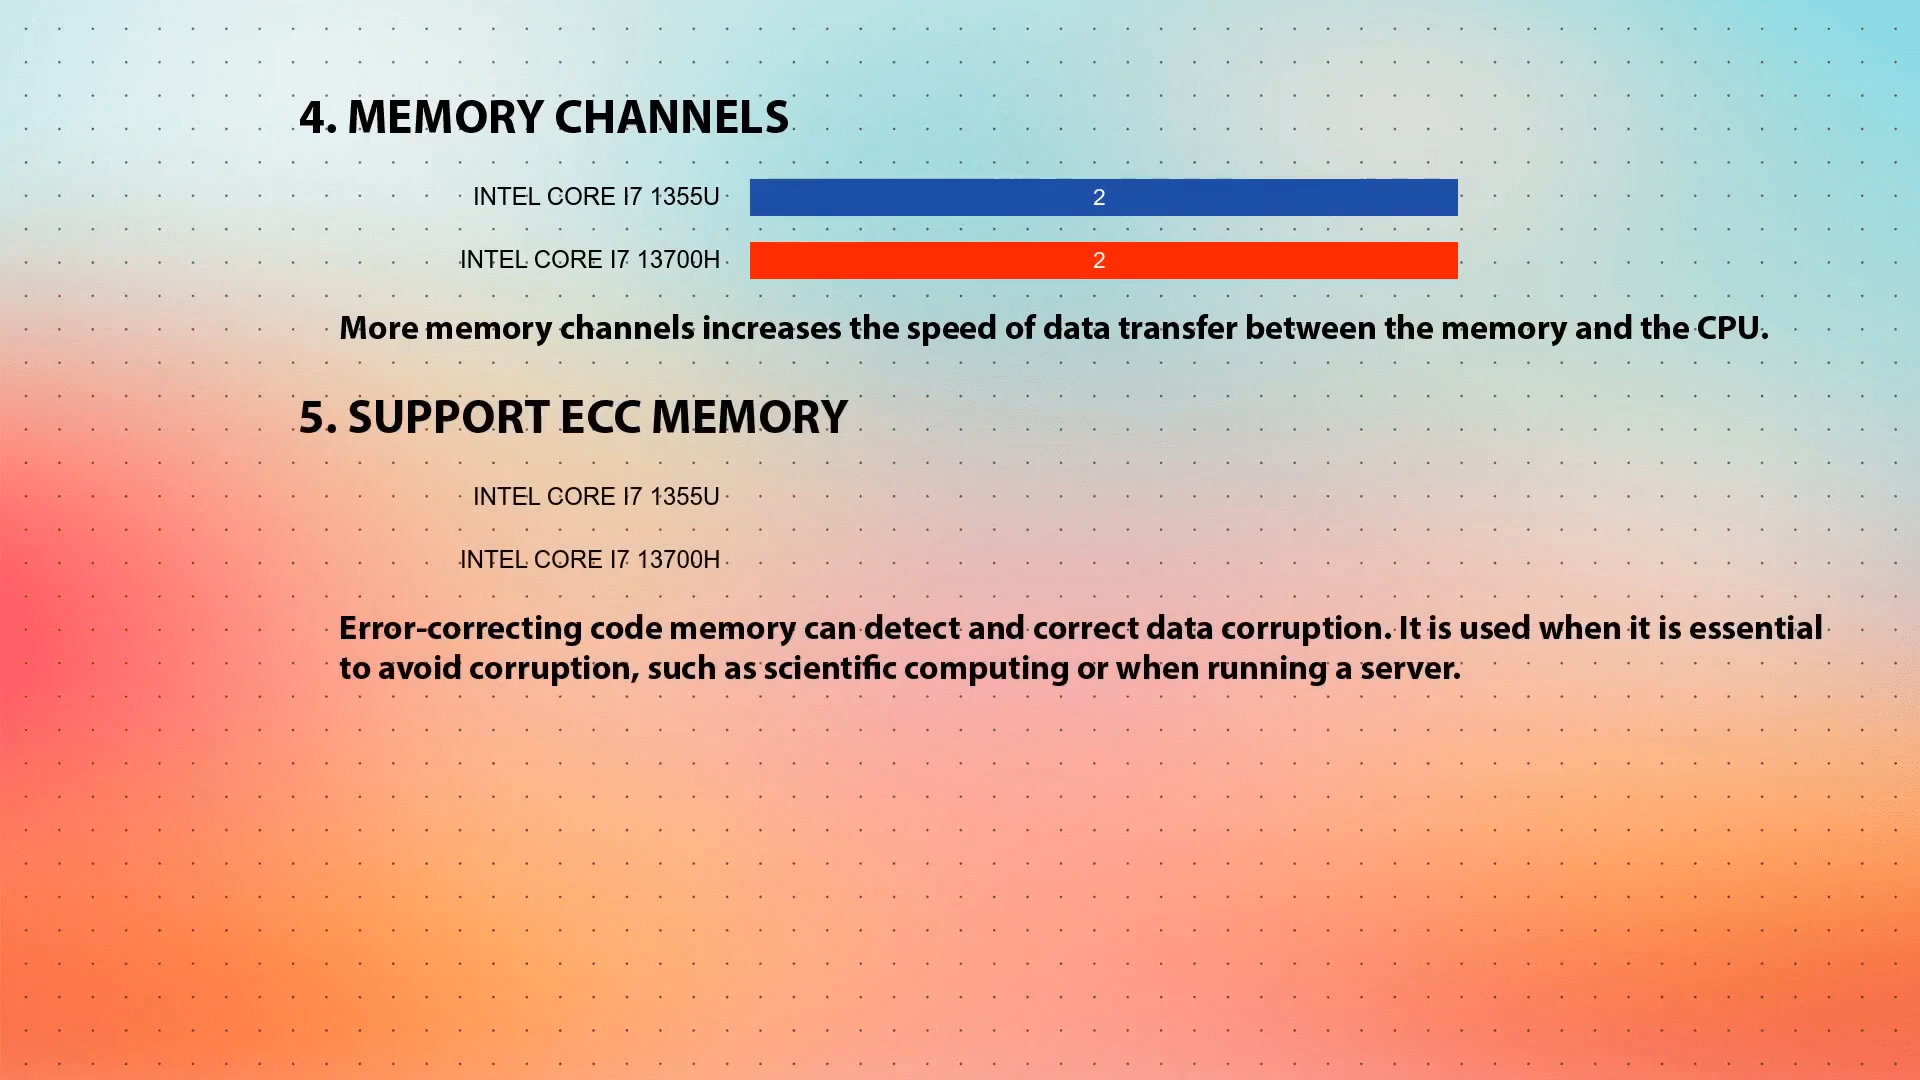 4. MEMORY CHANNELS
INTEL CORE I7 1355U
2
INTEL CORE I7 13700H
2
More memory channels increases the speed of data transfer between the memory and the CPU.
5. SUPPORT ECC MEMORY
INTEL CORE I7 1355U
INTEL CORE I7 13700H
Error-correcting code memory can detect and correct data corruption. It is used when it is essential
to avoid corruption, such as scientific computing or when running a server.